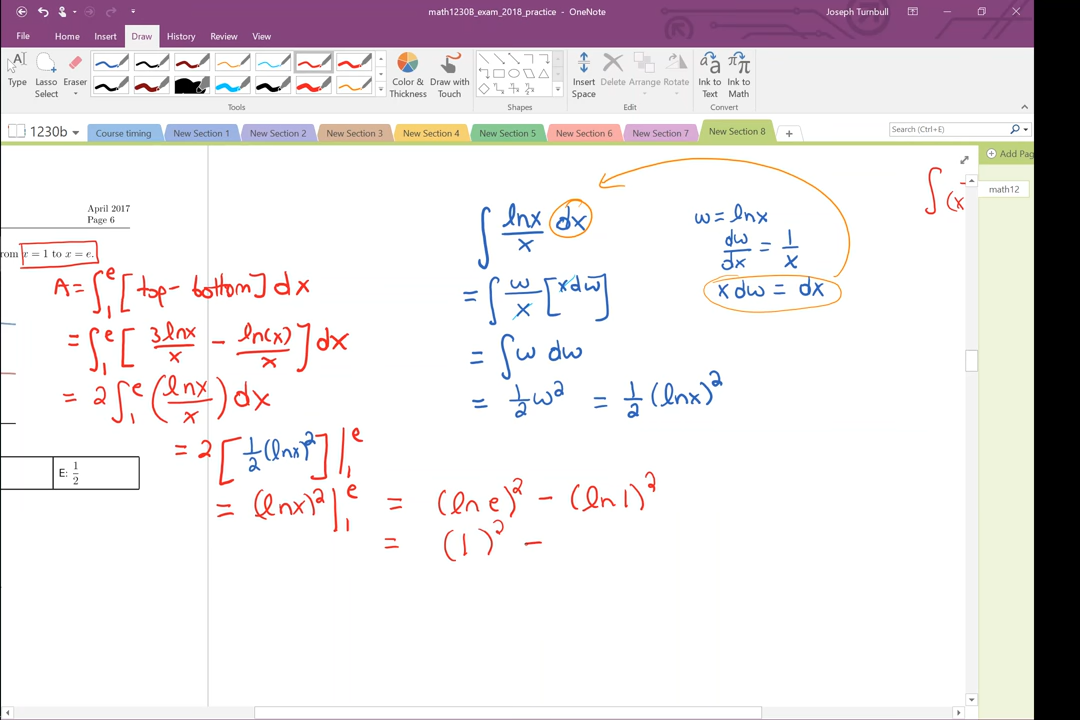 math1230B_exam_2018_practice - OneNote
Joseph Turnbull
File Home Insert Draw History Review View
Type
Lasso Select
Eraser
Color & Thickness
Draw with Touch
Insert Space
Delete
Arrange
Rotate
Ink to Text
Ink to Math
Tools
Shapes
Edit
Convert
1230b
Course timing
New Section 1
New Section 2
New Section 3
New Section 4
New Section 5
New Section 6
New Section 7
New Section 8
+
Search (Ctrl+E)
Add Pag
math12
April 2017
Page 6
rom x = 1 to x = e.
A = ∫₁ᵉ [top - bottom] dx
= ∫₁ᵉ [ 3lnx/x - ln(x)/x ] dx
= 2 ∫₁ᵉ (lnx/x) dx
= 2 [ 1/2 (lnx)² ] |₁ᵉ
= (lnx)² |₁ᵉ = (ln e)² - (ln 1)²
= (1)² -
E: 1/2
∫ lnx/x dx
= ∫ w/x [x dw]
= ∫ w dw
= 1/2 w² = 1/2 (lnx)²
w = lnx
dw/dx = 1/x
x dw = dx
∫ (x